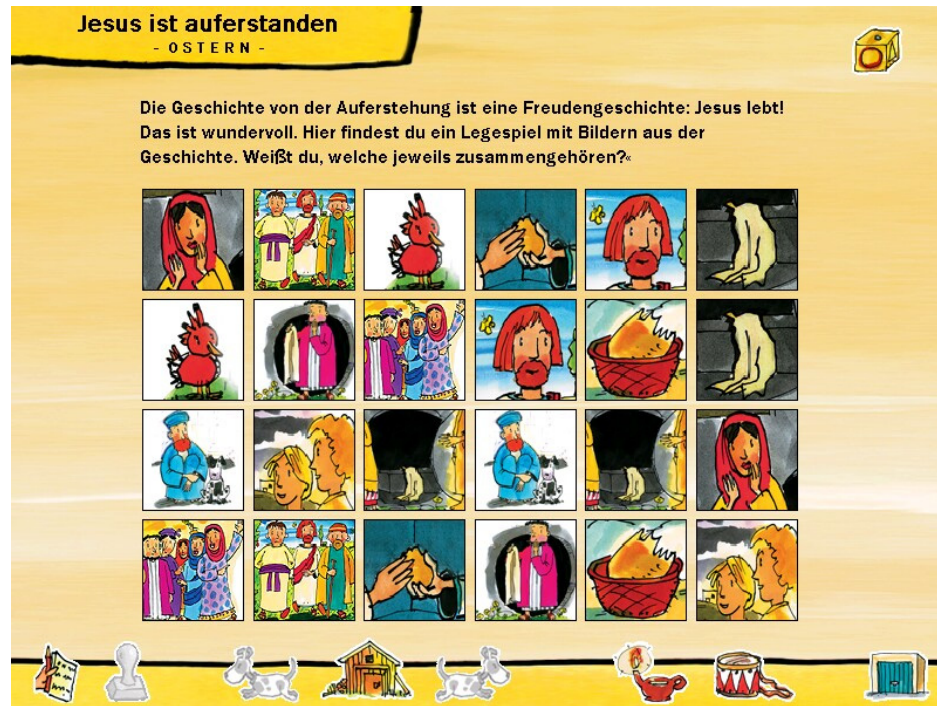 Jesus ist auferstanden
- OSTERN -
Die Geschichte von der Auferstehung ist eine Freudengeschichte: Jesus lebt!
Das ist wundervoll. Hier findest du ein Legespiel mit Bildern aus der
Geschichte. Weißt du, welche jeweils zusammengehören?«